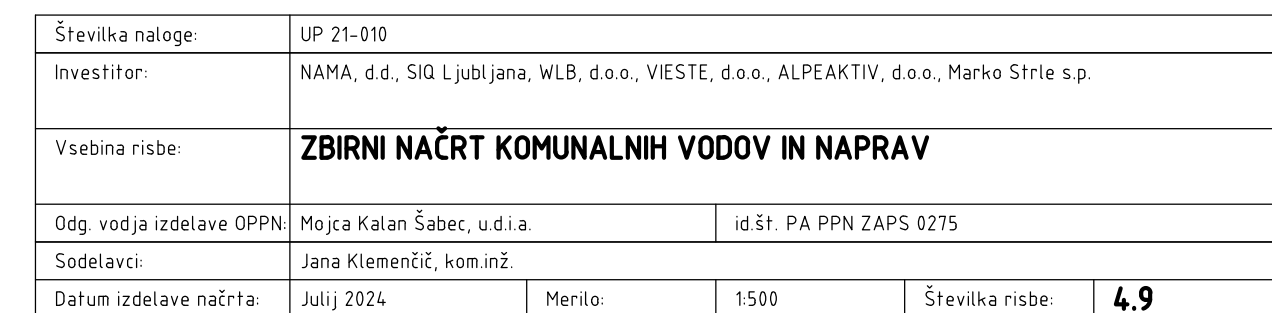 Številka naloge: UP 21-010
Investitor: NAMA, d.d., SIQ Ljubljana, WLB, d.o.o., VIESTE, d.o.o., ALPEAKTIV, d.o.o., Marko Strle s.p.
Vsebina risbe: ZBIRNI NAČRT KOMUNALNIH VODOV IN NAPRAV
Odg. vodja izdelave OPPN: Mojca Kalan Šabec, u.d.i.a. id.št. PA PPN ZAPS 0275
Sodelavci: Jana Klemenčič, kom.inž.
Datum izdelave načrta: Julij 2024 Merilo: 1:500 Številka risbe: 4.9